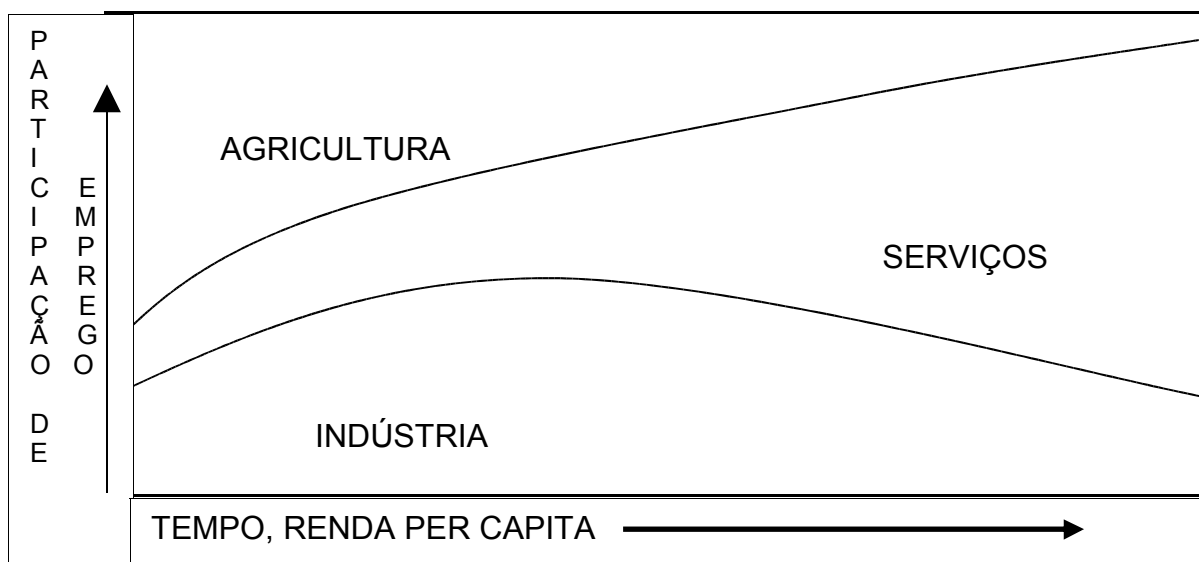 PARTICIPAÇÃO DE
EMPREGO
AGRICULTURA
SERVIÇOS
INDÚSTRIA
TEMPO, RENDA PER CAPITA